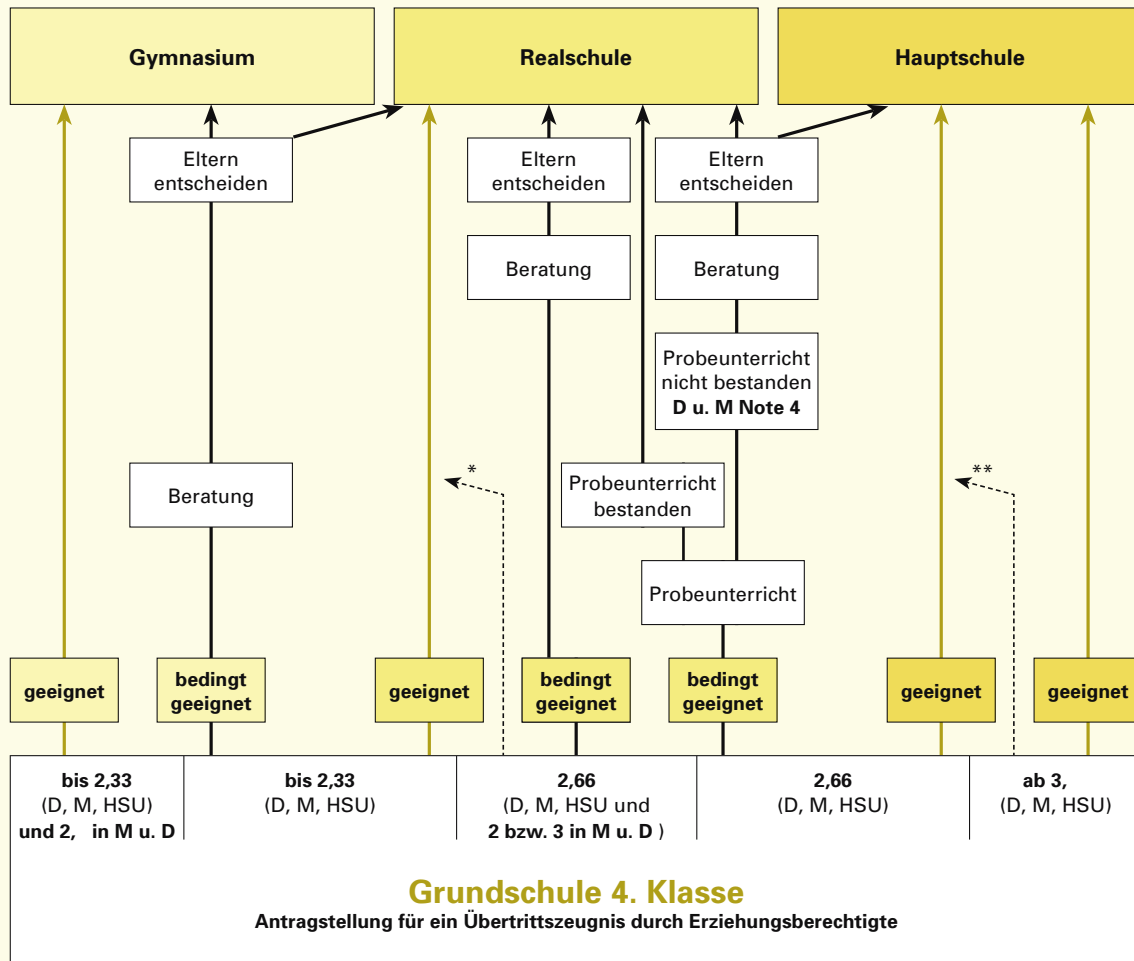 Gymnasium
Realschule
Hauptschule
Eltern
entscheiden
Eltern
entscheiden
Eltern
entscheiden
Beratung
Beratung
Probeunterricht
nicht bestanden
D u. M Note 4
*
**
Beratung
Probeunterricht
bestanden
Probeunterricht
geeignet
bedingt
geeignet
geeignet
bedingt
geeignet
bedingt
geeignet
geeignet
geeignet
bis 2,33
(D, M, HSU)
und 2, in M u. D
bis 2,33
(D, M, HSU)
2,66
(D, M, HSU und
2 bzw. 3 in M u. D )
2,66
(D, M, HSU)
ab 3,
(D, M, HSU)
Grundschule 4. Klasse
Antragstellung für ein Übertrittszeugnis durch Erziehungsberechtigte